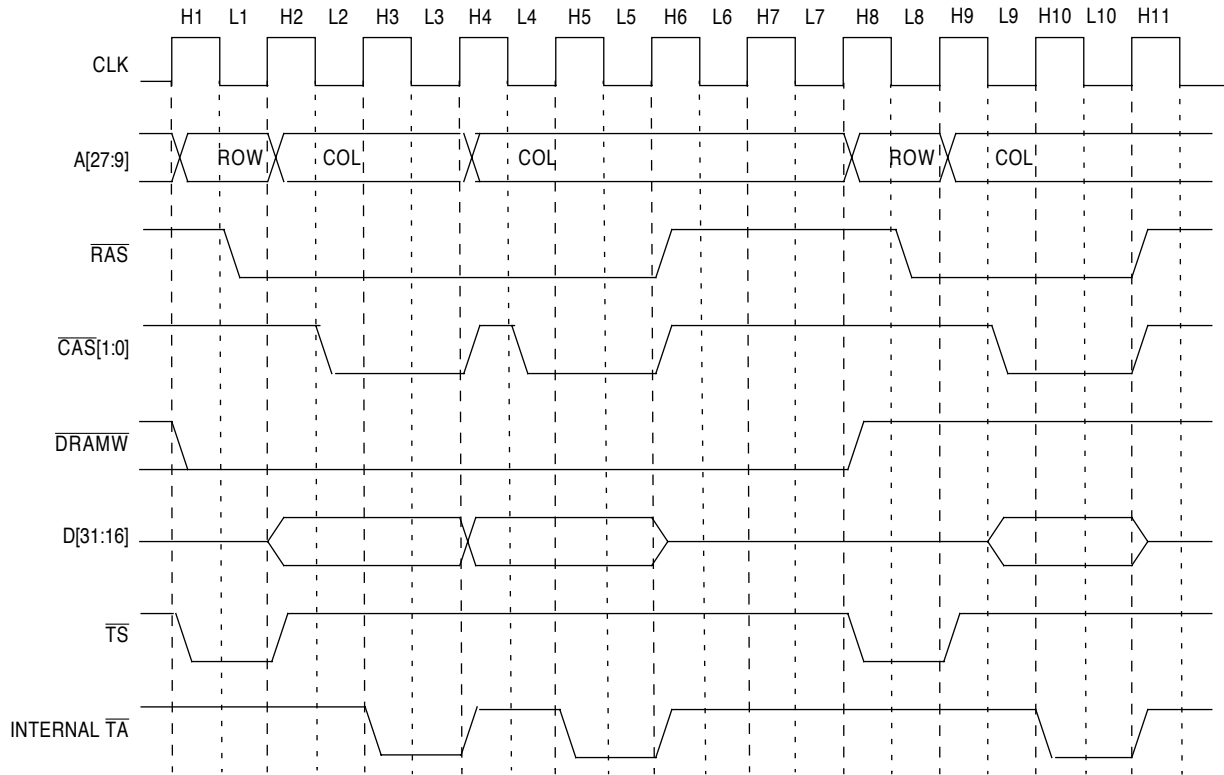 H1 L1 H2 L2 H3 L3 H4 L4 H5 L5 H6 L6 H7 L7 H8 L8 H9 L9 H10 L10 H11
CLK
A[27:9] ROW COL COL ROW COL
RAS
CAS[1:0]
DRAMW
D[31:16]
TS
INTERNAL TA